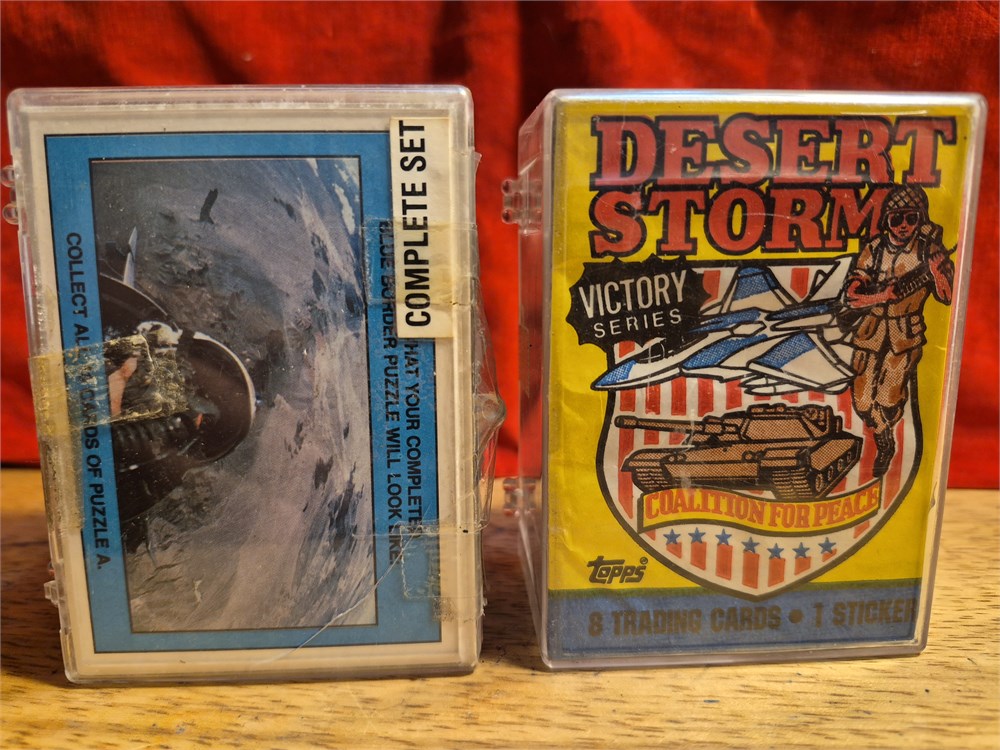 COMPLETE SET
HAT YOUR COMPLETE
BLUE BORDER PUZZLE WILL LOOK LIKE.
COLLECT AL CARDS OF PUZZLE A.
DESERT
STORM
VICTORY
SERIES
COALITION FOR PEACE
topps
8 TRADING CARDS • 1 STICKER